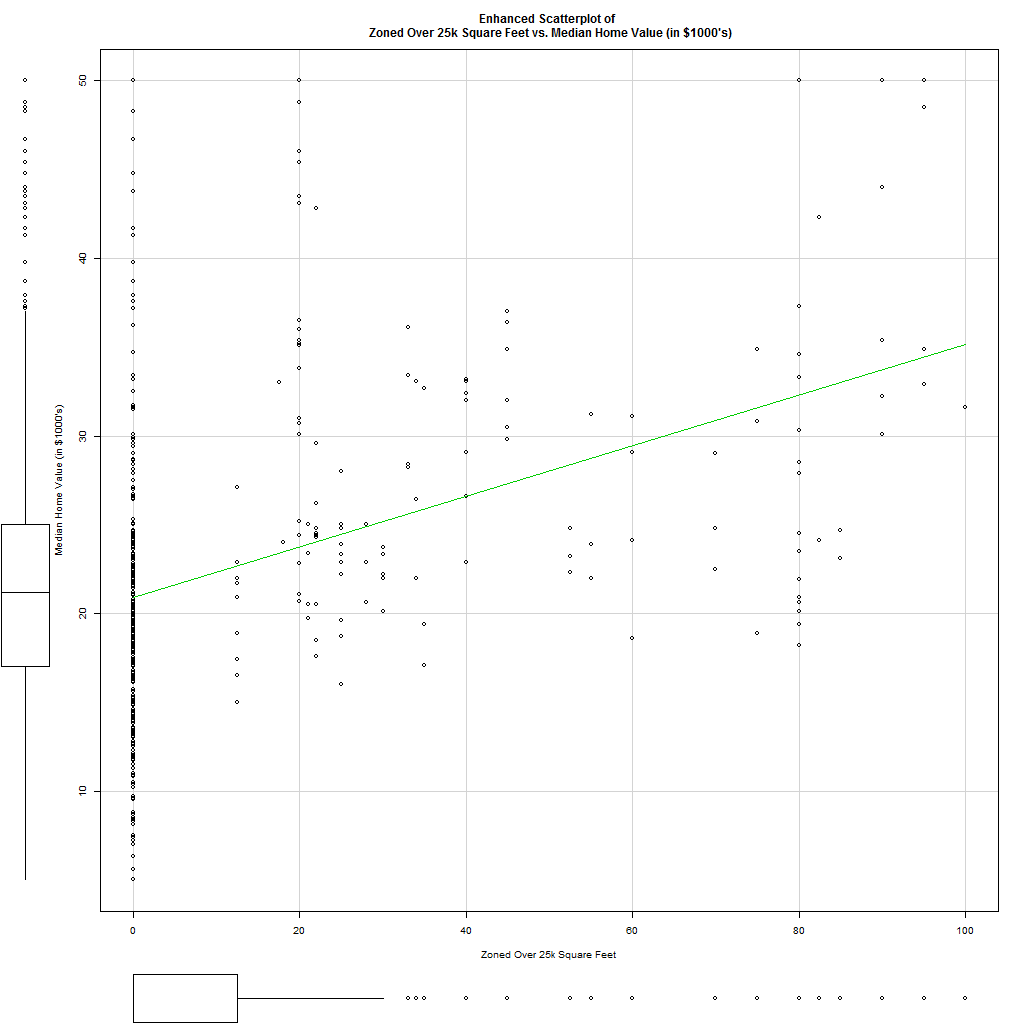 Enhanced Scatterplot of
Zoned Over 25k Square Feet vs. Median Home Value (in $1000's)
50
40
30
20
10
Median Home Value (in $1000's)
0 20 40 60 80 100
Zoned Over 25k Square Feet